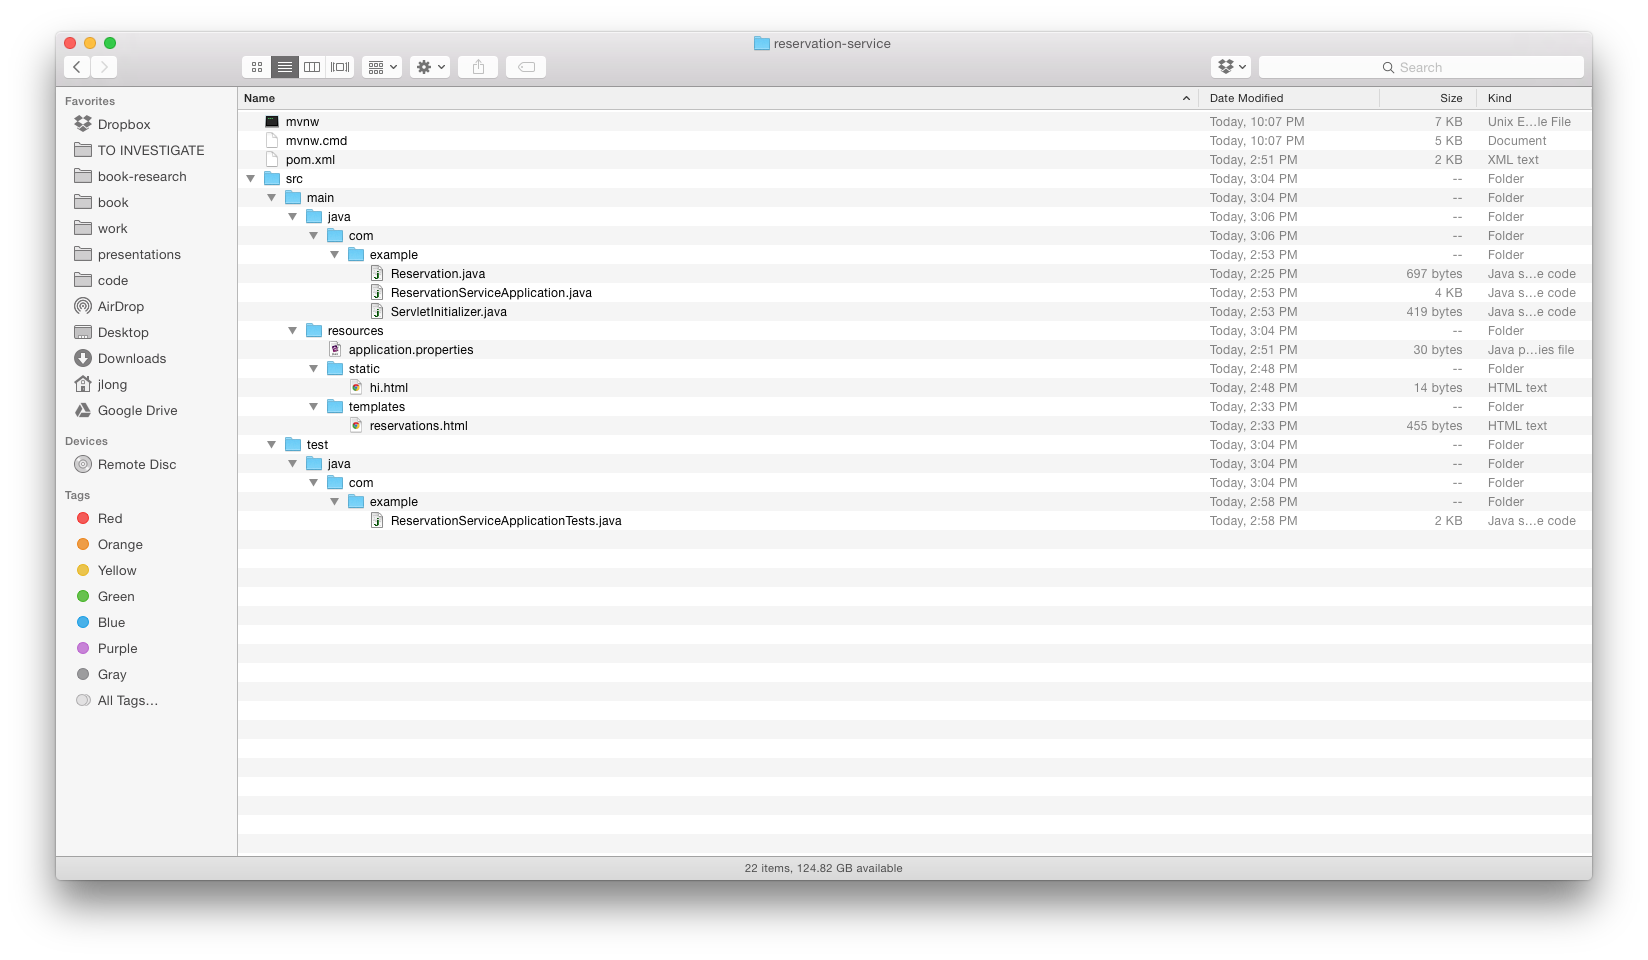 reservation-service
Search
Favorites
Dropbox
TO INVESTIGATE
book-research
book
work
presentations
code
AirDrop
Desktop
Downloads
jlong
Google Drive
Devices
Remote Disc
Tags
Red
Orange
Yellow
Green
Blue
Purple
Gray
All Tags…
Name Date Modified Size Kind
mvnw Today, 10:07 PM 7 KB Unix E...le File
mvnw.cmd Today, 10:07 PM 5 KB Document
pom.xml Today, 2:51 PM 2 KB XML text
src Today, 3:04 PM -- Folder
main Today, 3:04 PM -- Folder
java Today, 3:06 PM -- Folder
com Today, 3:06 PM -- Folder
example Today, 2:53 PM -- Folder
Reservation.java Today, 2:25 PM 697 bytes Java s...e code
ReservationServiceApplication.java Today, 2:53 PM 4 KB Java s...e code
ServletInitializer.java Today, 2:53 PM 419 bytes Java s...e code
resources Today, 3:04 PM -- Folder
application.properties Today, 2:51 PM 30 bytes Java p...ies file
static Today, 2:48 PM -- Folder
hi.html Today, 2:48 PM 14 bytes HTML text
templates Today, 2:33 PM -- Folder
reservations.html Today, 2:33 PM 455 bytes HTML text
test Today, 3:04 PM -- Folder
java Today, 3:04 PM -- Folder
com Today, 3:04 PM -- Folder
example Today, 2:58 PM -- Folder
ReservationServiceApplicationTests.java Today, 2:58 PM 2 KB Java s...e code
22 items, 124.82 GB available